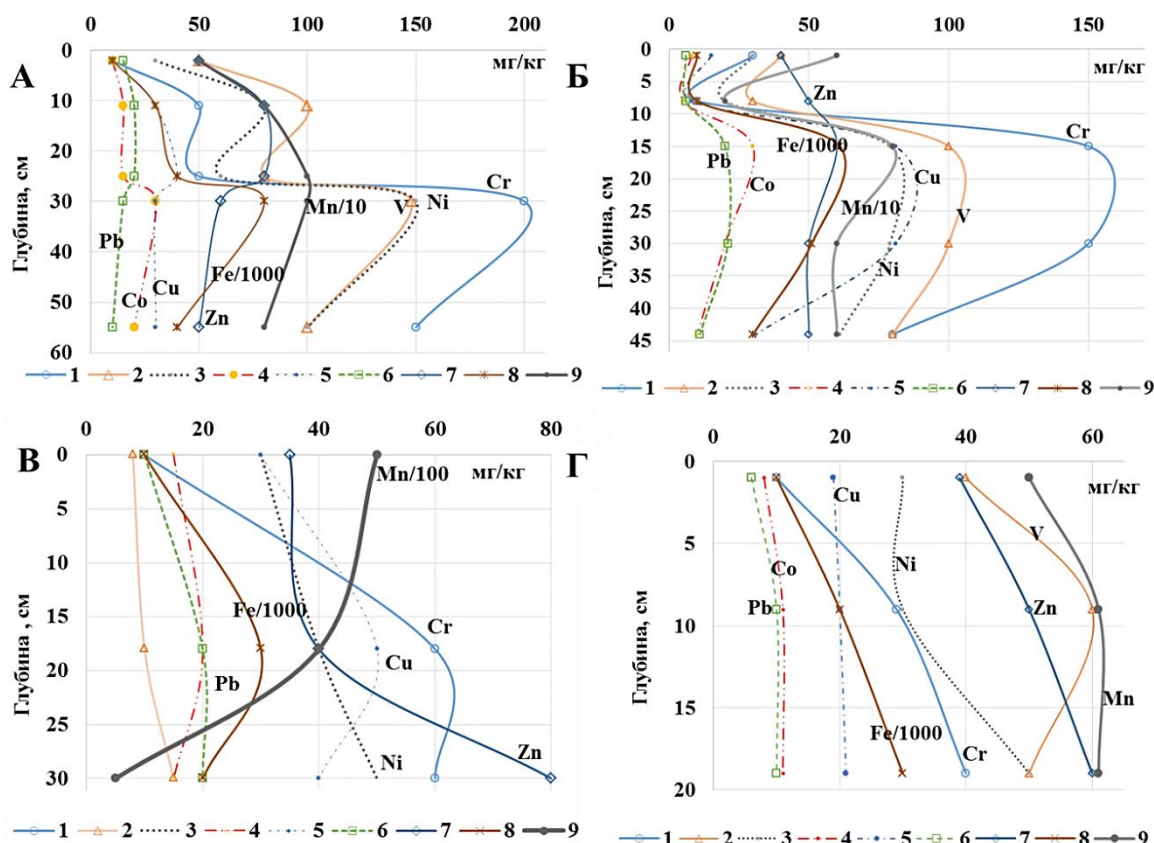 0 50 100 150 200
мг/кг
А
Глубина, см
0
10
20
30
40
50
60
Cr
Mn/10
V
Ni
Pb
Fe/1000
Co
Cu
Zn
1 2 3 4 5 6 7 8 9
0 50 100 150
мг/кг
Б
Глубина, см
0
5
10
15
20
25
30
35
40
45
Zn
Cr
Fe/1000
Pb
Co
Cu
Mn/10
V
Ni
1 2 3 4 5 6 7 8 9
0 20 40 60 80
В
Mn/100
мг/кг
Глубина , см
0
5
10
15
20
25
30
Fe/1000
Cr
Cu
Pb
Ni
Zn
1 2 3 4 5 6 7 8 9
0 20 40 60
Г
мг/кг
Глубина, см
0
5
10
15
20
Cu
V
Ni
Co
Pb
Zn
Mn
Fe/1000
Cr
1 2 3 4 5 6 7 8 9